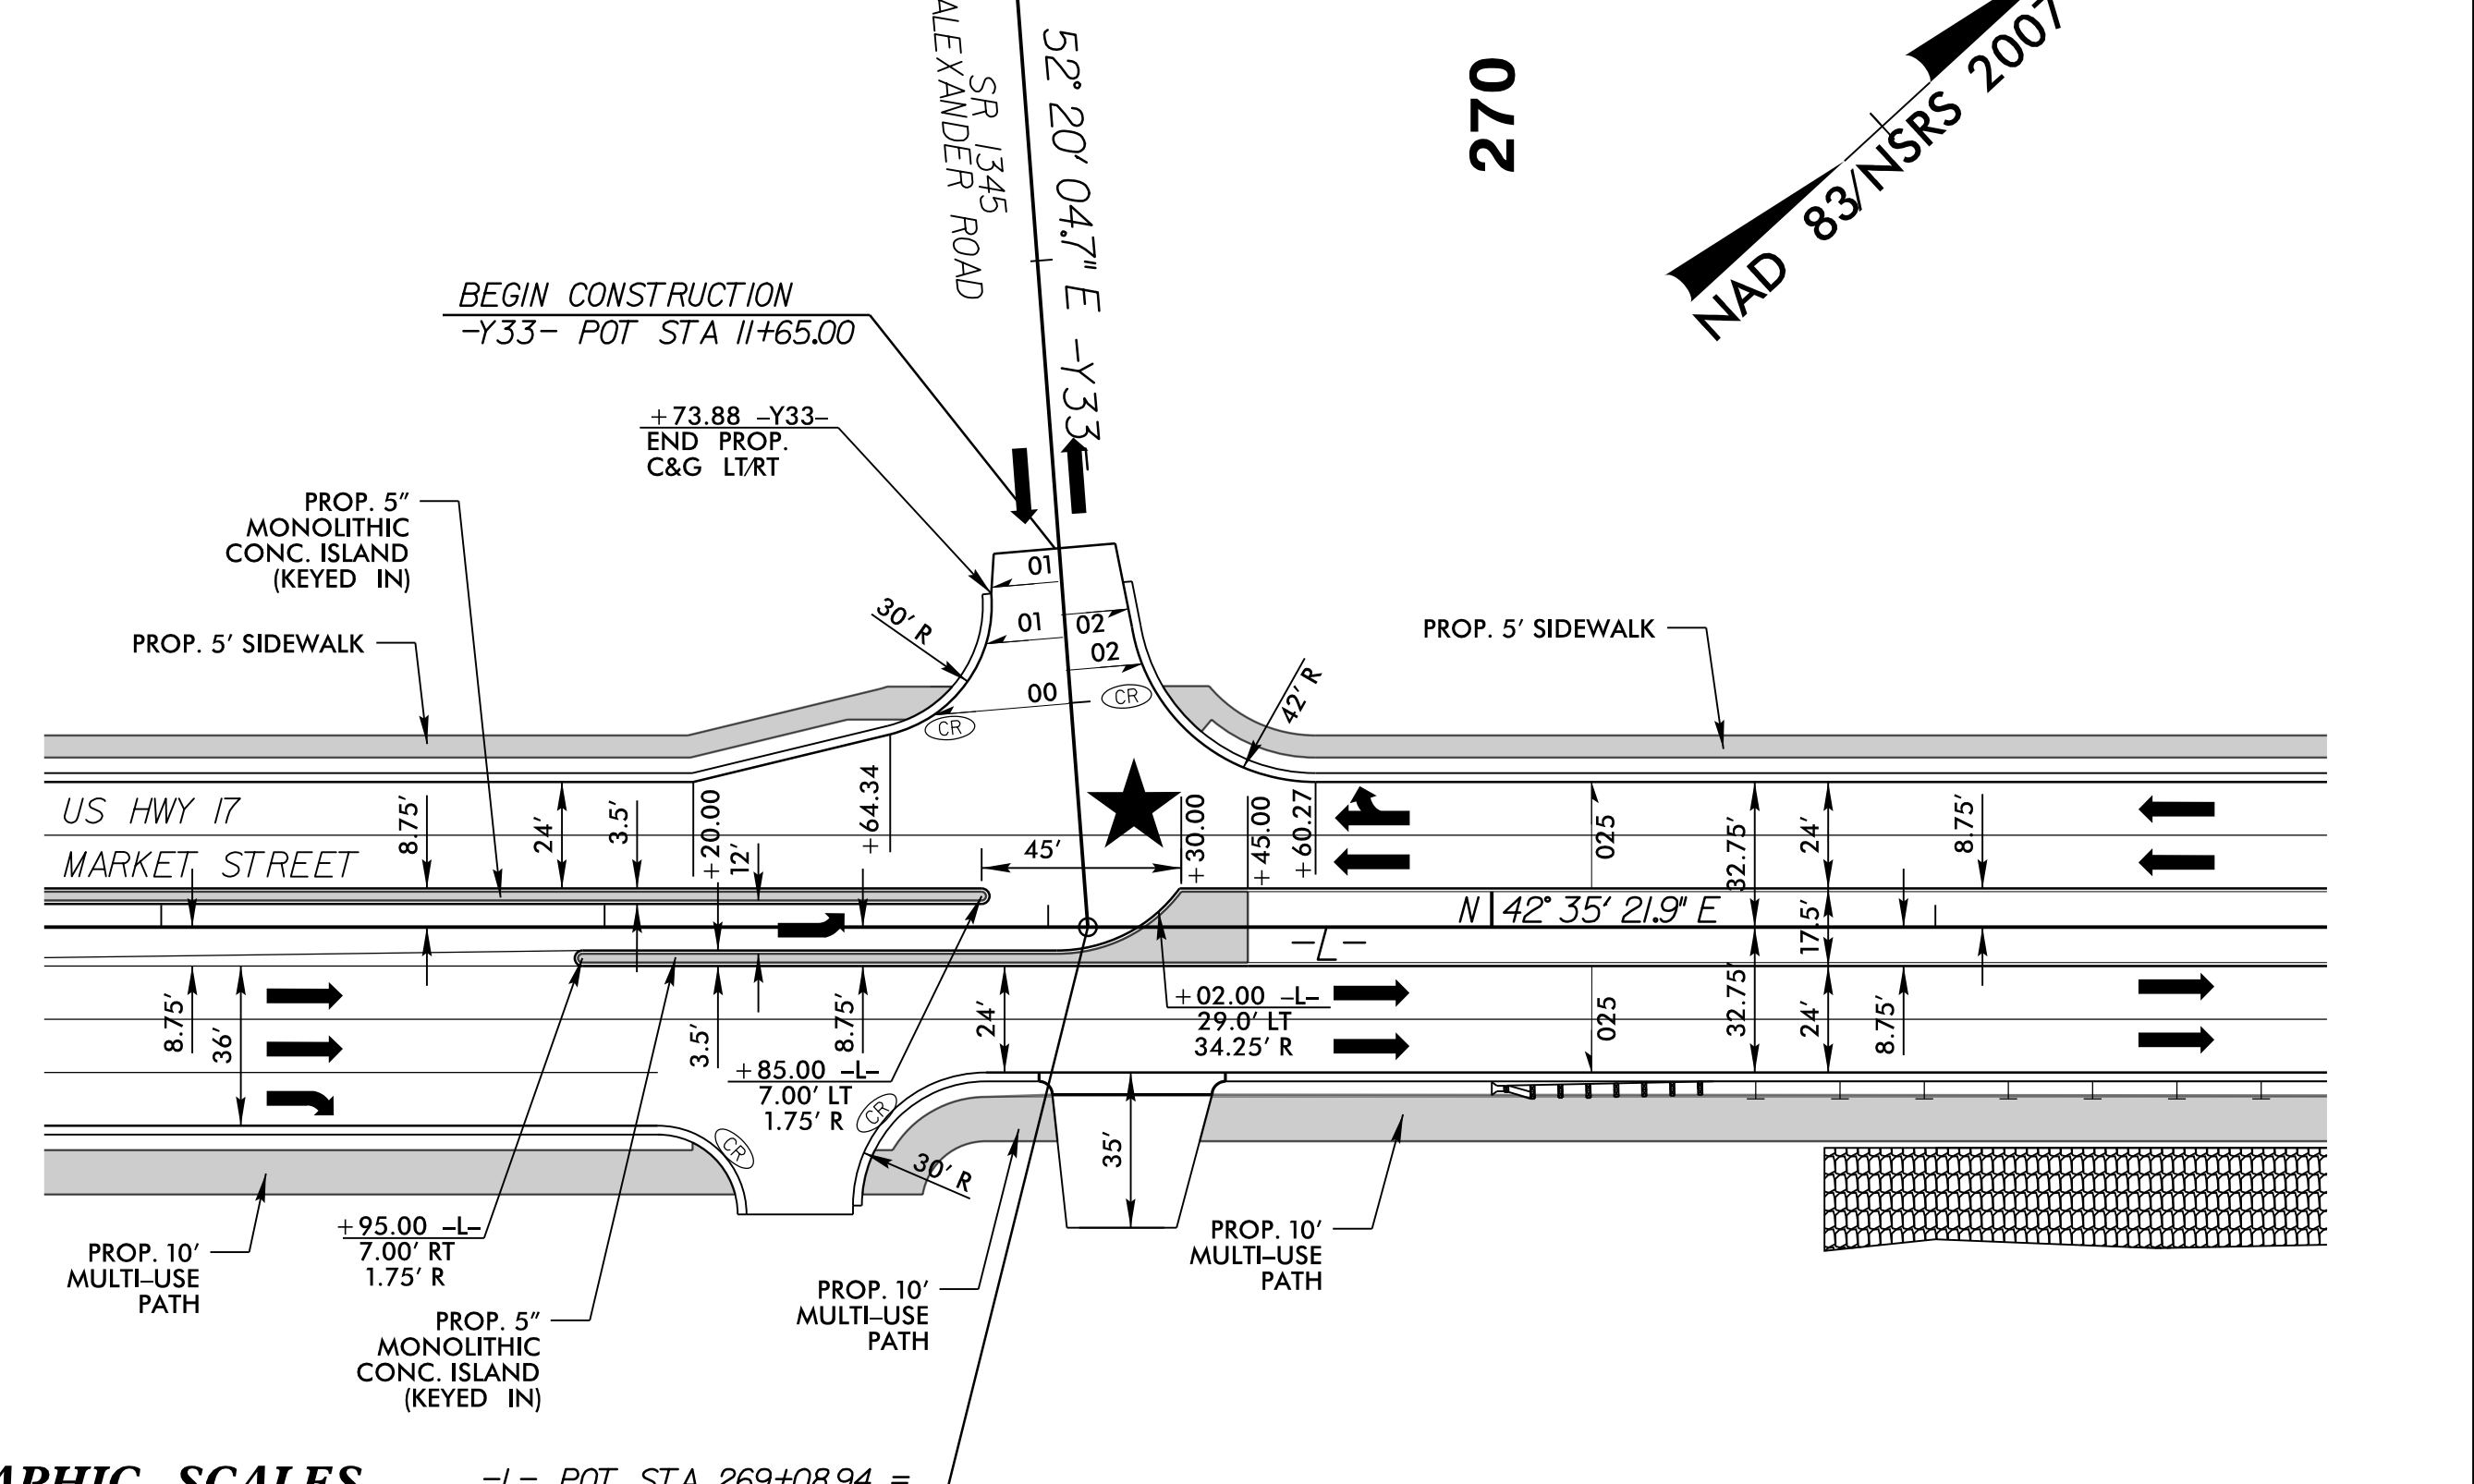 ALEXANDER ROAD
SR 1345
52° 20' 04.7" E -Y33-
270
NAD 83/NSRS 2007
BEGIN CONSTRUCTION
-Y33- POT STA 11+65.00
+73.88 -Y33-
END PROP.
C&G LT/RT
PROP. 5"
MONOLITHIC
CONC. ISLAND
(KEYED IN)
PROP. 5' SIDEWALK
30' R
01
01
02
02
00
CR
CR
42' R
PROP. 5' SIDEWALK
US HWY 17
MARKET STREET
8.75'
24'
3.5'
+20.00
12'
+64.34
45'
+30.00
+45.00
+60.27
025
32.75'
24'
8.75'
N 42° 35' 21.9" E
-L-
17.5'
8.75'
36'
3.5'
8.75'
24'
+02.00 -L-
29.0' LT
34.25' R
025
32.75'
24'
8.75'
+85.00 -L-
7.00' LT
1.75' R
CR
CR
30' R
35'
+95.00 -L-
7.00' RT
1.75' R
PROP. 10'
MULTI-USE
PATH
PROP. 10'
MULTI-USE
PATH
PROP. 10'
MULTI-USE
PATH
PROP. 5"
MONOLITHIC
CONC. ISLAND
(KEYED IN)
SCALES
-L- POT STA 269+08.94 =